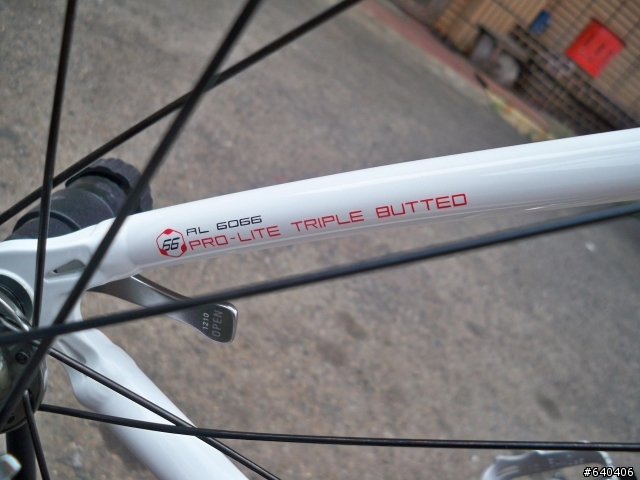 66
AL 6066
PRO-LITE TRIPLE BUTTED
1210
OPEN
#640406